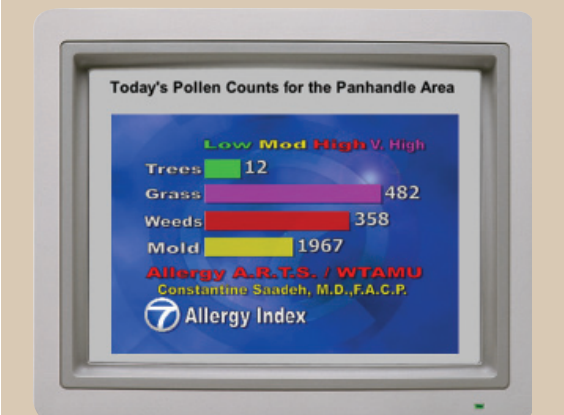 Today's Pollen Counts for the Panhandle Area
Low Mod High V. High
Trees 12
Grass 482
Weeds 358
Mold 1967
Allergy A.R.T.S. / WTAMU
Constantine Saadeh, M.D.,F.A.C.P.
7 Allergy Index